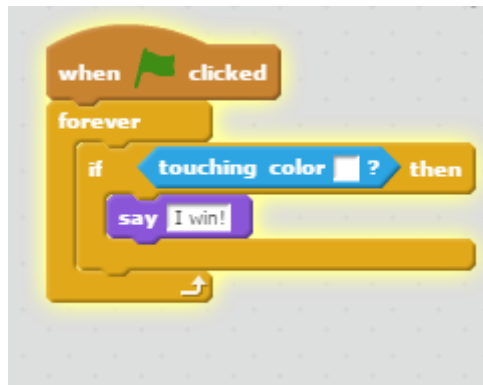 when clicked
forever
if touching color ? then
say I win!